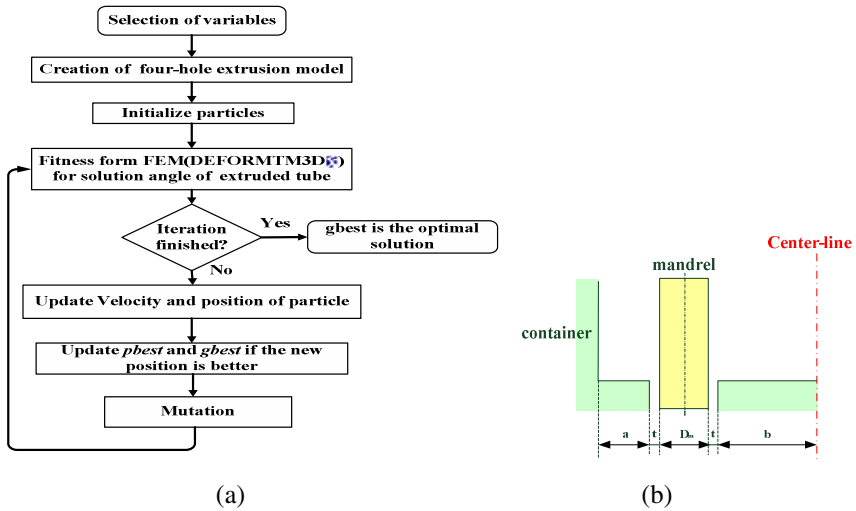 Selection of variables
Creation of four-hole extrusion model
Initialize particles
Fitness form FEM(DEFORMTM3D)
for solution angle of extruded tube
Iteration
finished?
Yes
gbest is the optimal
solution
No
Update Velocity and position of particle
Update pbest and gbest if the new
position is better
Mutation
(a)
Center-line
mandrel
container
a t Dm t b
(b)